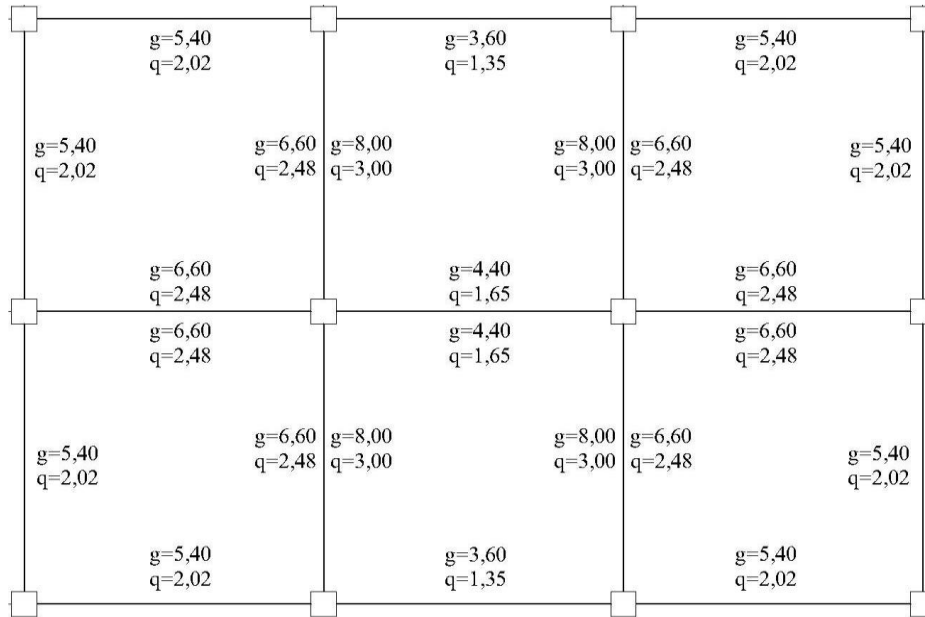 g=5,40
q=2,02
g=3,60
q=1,35
g=5,40
q=2,02
g=5,40
q=2,02
g=6,60
q=2,48
g=8,00
q=3,00
g=8,00
q=3,00
g=6,60
q=2,48
g=5,40
q=2,02
g=6,60
q=2,48
g=4,40
q=1,65
g=6,60
q=2,48
g=6,60
q=2,48
g=4,40
q=1,65
g=6,60
q=2,48
g=5,40
q=2,02
g=6,60
q=2,48
g=8,00
q=3,00
g=8,00
q=3,00
g=6,60
q=2,48
g=5,40
q=2,02
g=5,40
q=2,02
g=3,60
q=1,35
g=5,40
q=2,02